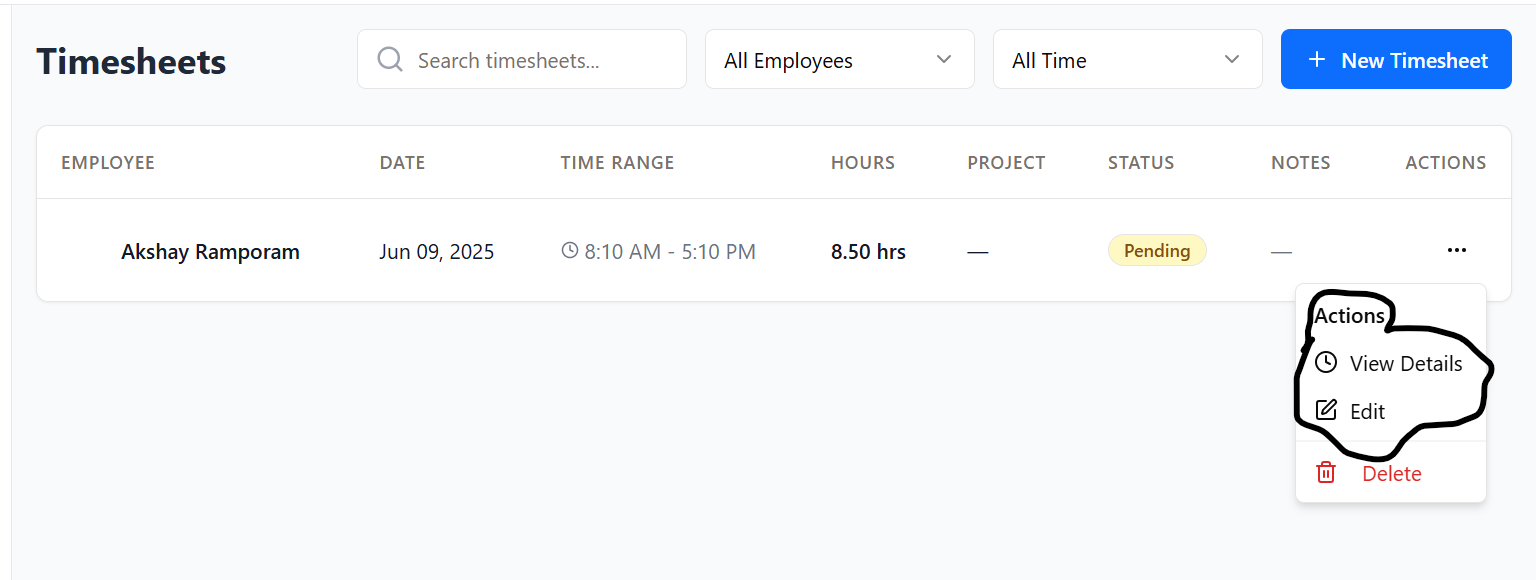 Timesheets
Search timesheets...
All Employees
All Time
+ New Timesheet
EMPLOYEE DATE TIME RANGE HOURS PROJECT STATUS NOTES ACTIONS
Akshay Ramporam Jun 09, 2025 8:10 AM - 5:10 PM 8.50 hrs — Pending — ...
Actions
View Details
Edit
Delete